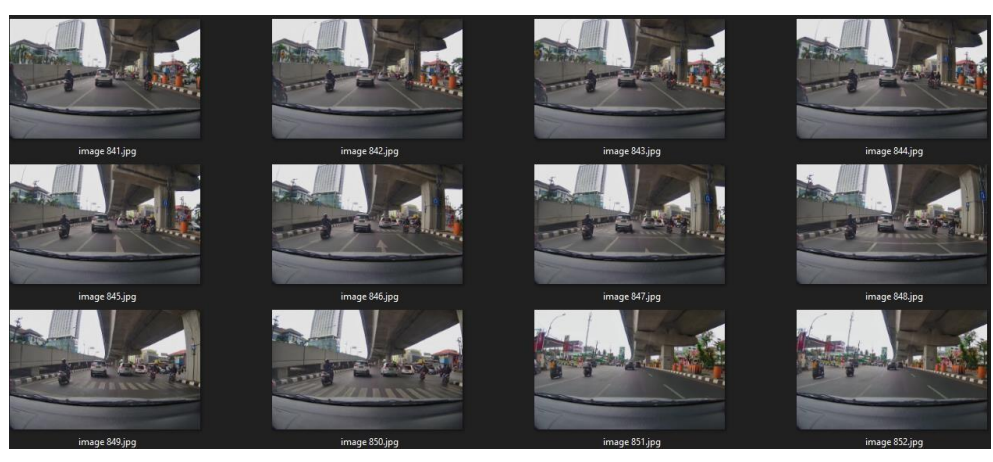 image 841.jpg
image 842.jpg
image 843.jpg
image 844.jpg
image 845.jpg
image 846.jpg
image 847.jpg
image 848.jpg
image 849.jpg
image 850.jpg
image 851.jpg
image 852.jpg